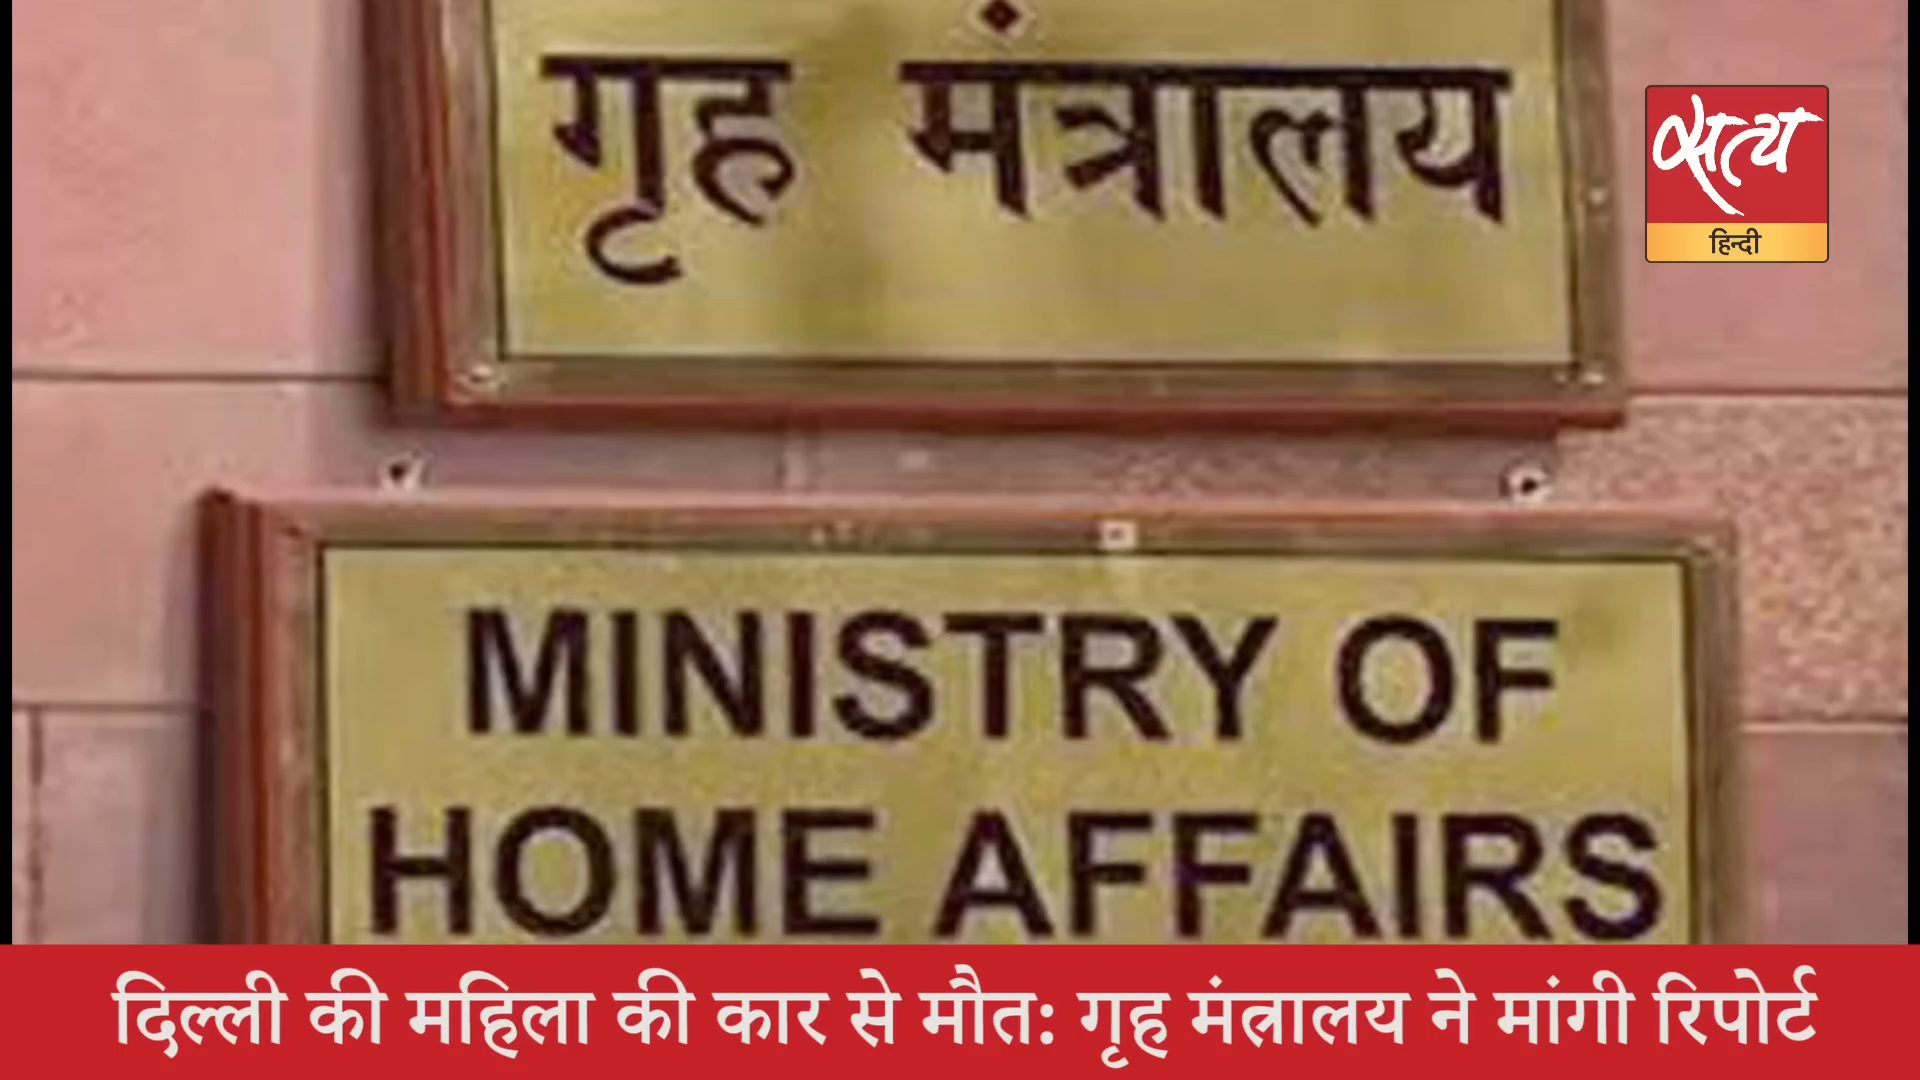 गृह मंत्रालय
सत्य
हिन्दी
MINISTRY OF
HOME AFFAIRS
दिल्ली की महिला की कार से मौत: गृह मंत्रालय ने मांगी रिपोर्ट